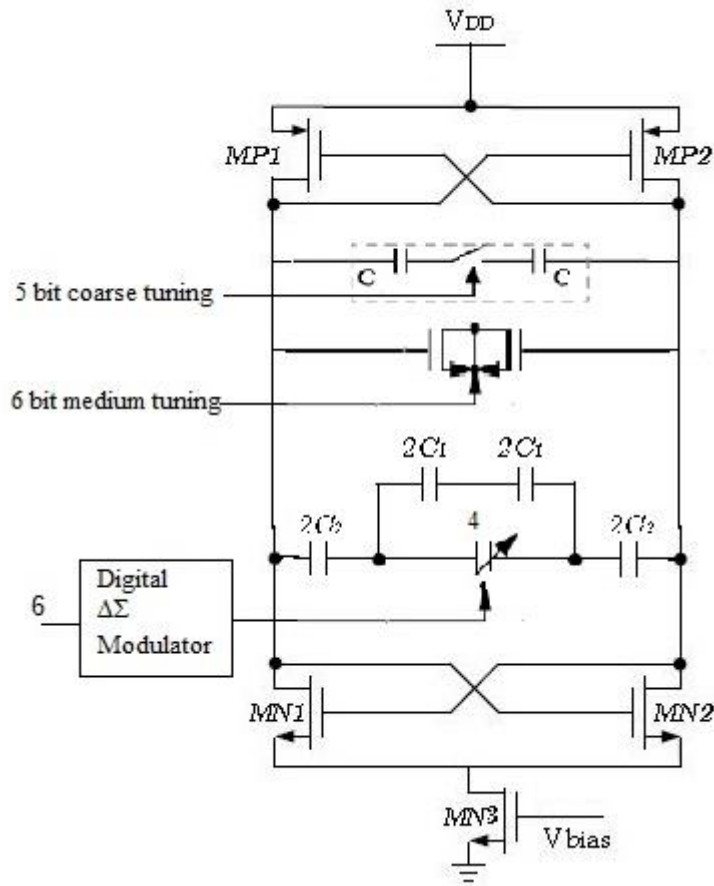 VDD
MP1
MP2
C
C
5 bit coarse tuning
6 bit medium tuning
2C1
2C1
2C2
4
2C2
6
Digital
ΔΣ
Modulator
MN1
MN2
MN3
Vbias